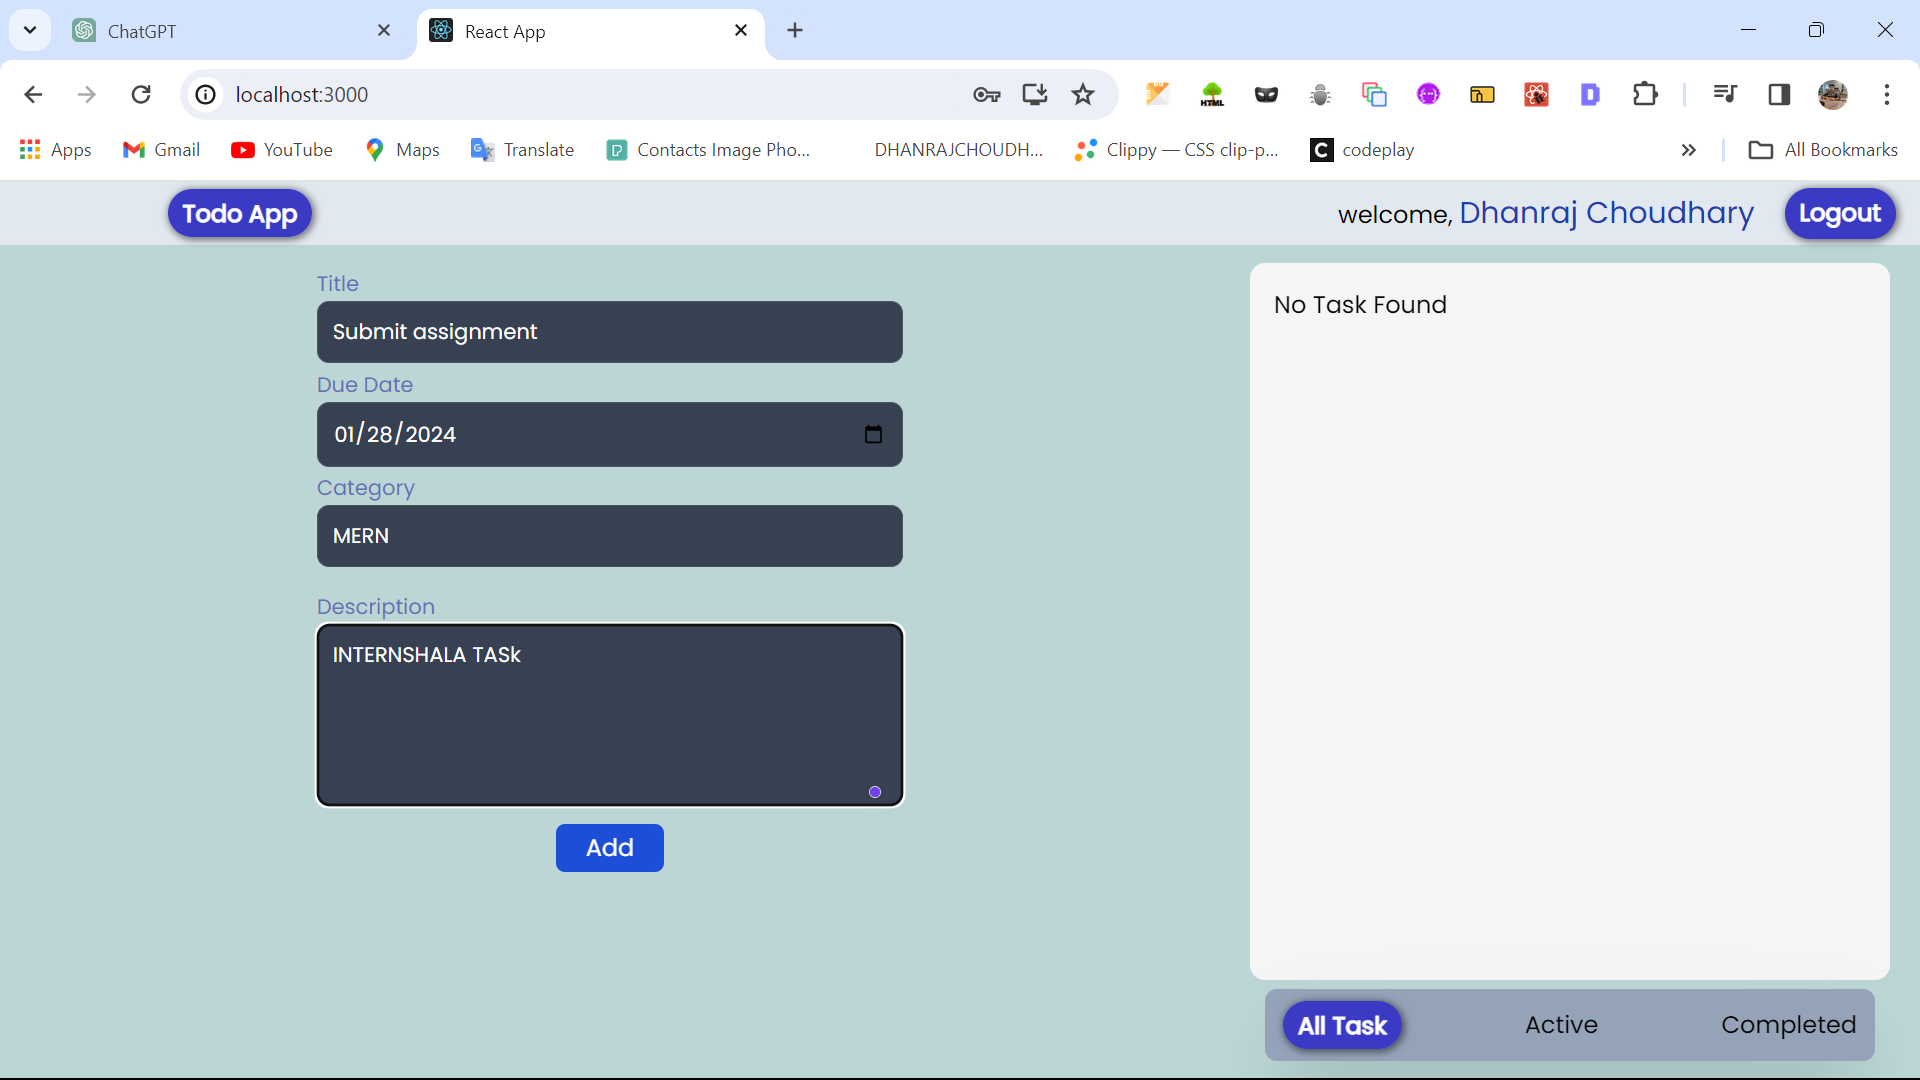 ChatGPT
React App
localhost:3000
HTML
Apps
Gmail
YouTube
Maps
Translate
Contacts Image Pho...
DHANRAJCHOUDH...
Clippy — CSS clip-p...
codeplay
All Bookmarks
Todo App
welcome, Dhanraj Choudhary
Logout
Title
Submit assignment
Due Date
01/28/2024
Category
MERN
Description
INTERNSHALA TASk
Add
No Task Found
All Task
Active
Completed